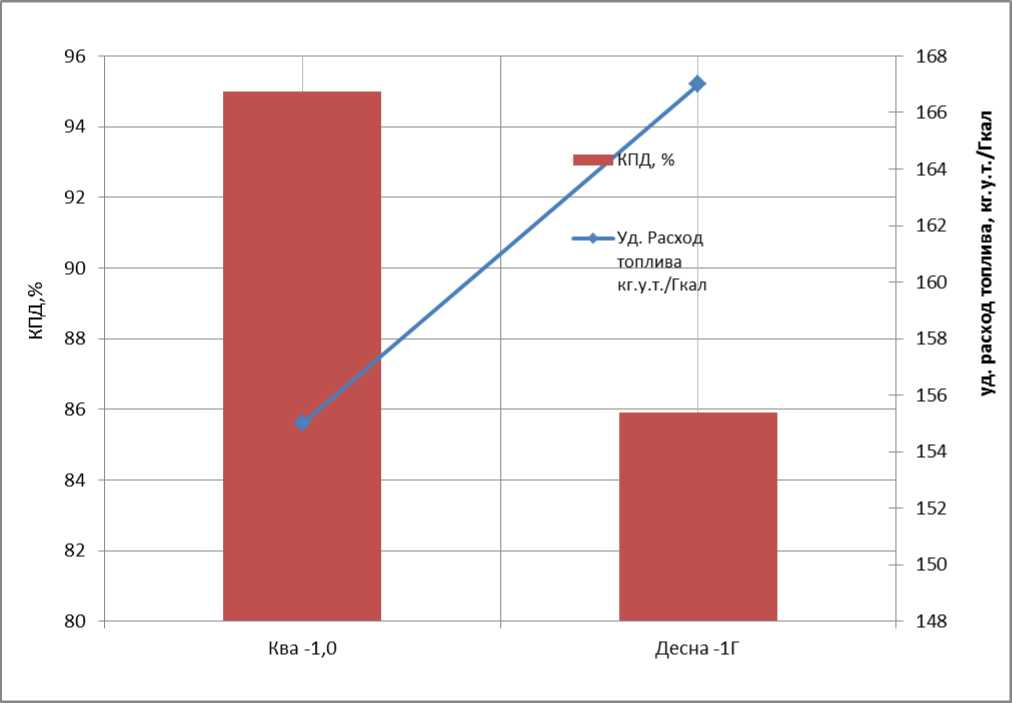 КПД,%
96
94
92
90
88
86
84
82
80
КПД, %
Уд. Расход
топлива
кг.у.т./Гкал
168
166
164
162
160
158
156
154
152
150
148
уд. расход топлива, кг.у.т./Гкал
Ква -1,0
Десна -1Г